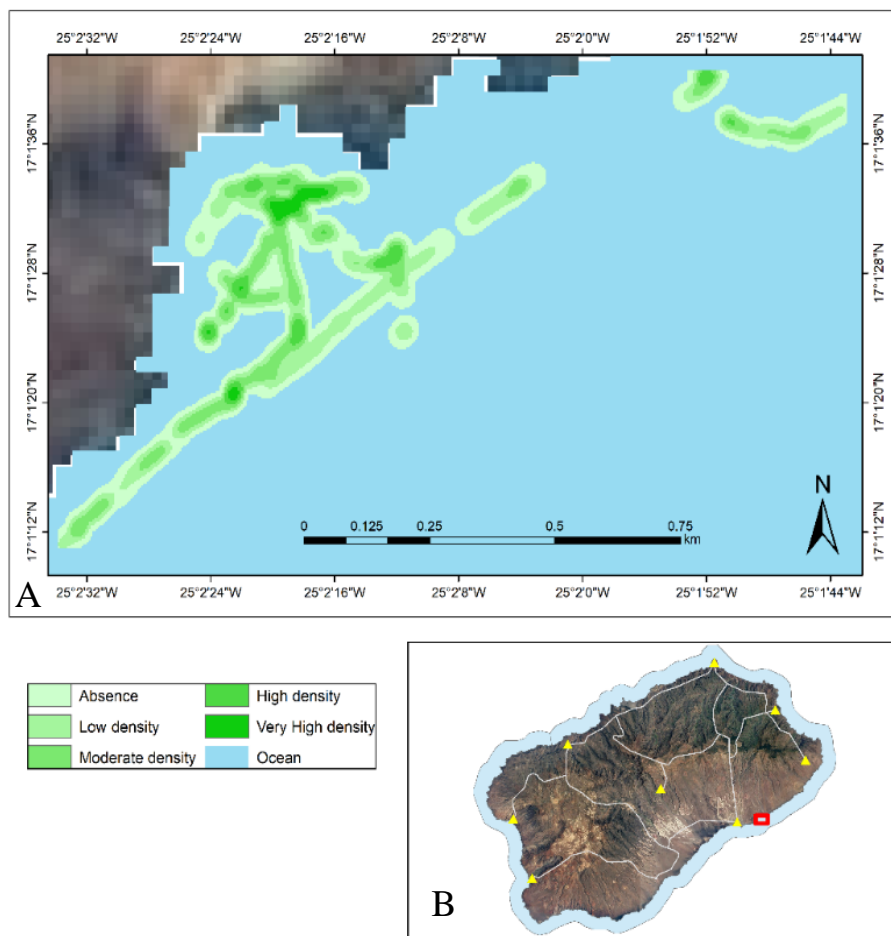 25°2'32"W 25°2'24"W 25°2'16"W 25°2'8"W 25°2'0"W 25°1'52"W 25°1'44"W
17°1'36"N 17°1'36"N
17°1'28"N 17°1'28"N
17°1'20"N 17°1'20"N
N
0 0.125 0.25 0.5 0.75
km
17°1'12"N 17°1'12"N
A
25°2'32"W 25°2'24"W 25°2'16"W 25°2'8"W 25°2'0"W 25°1'52"W 25°1'44"W
Absence High density
Low density Very High density
Moderate density Ocean
B